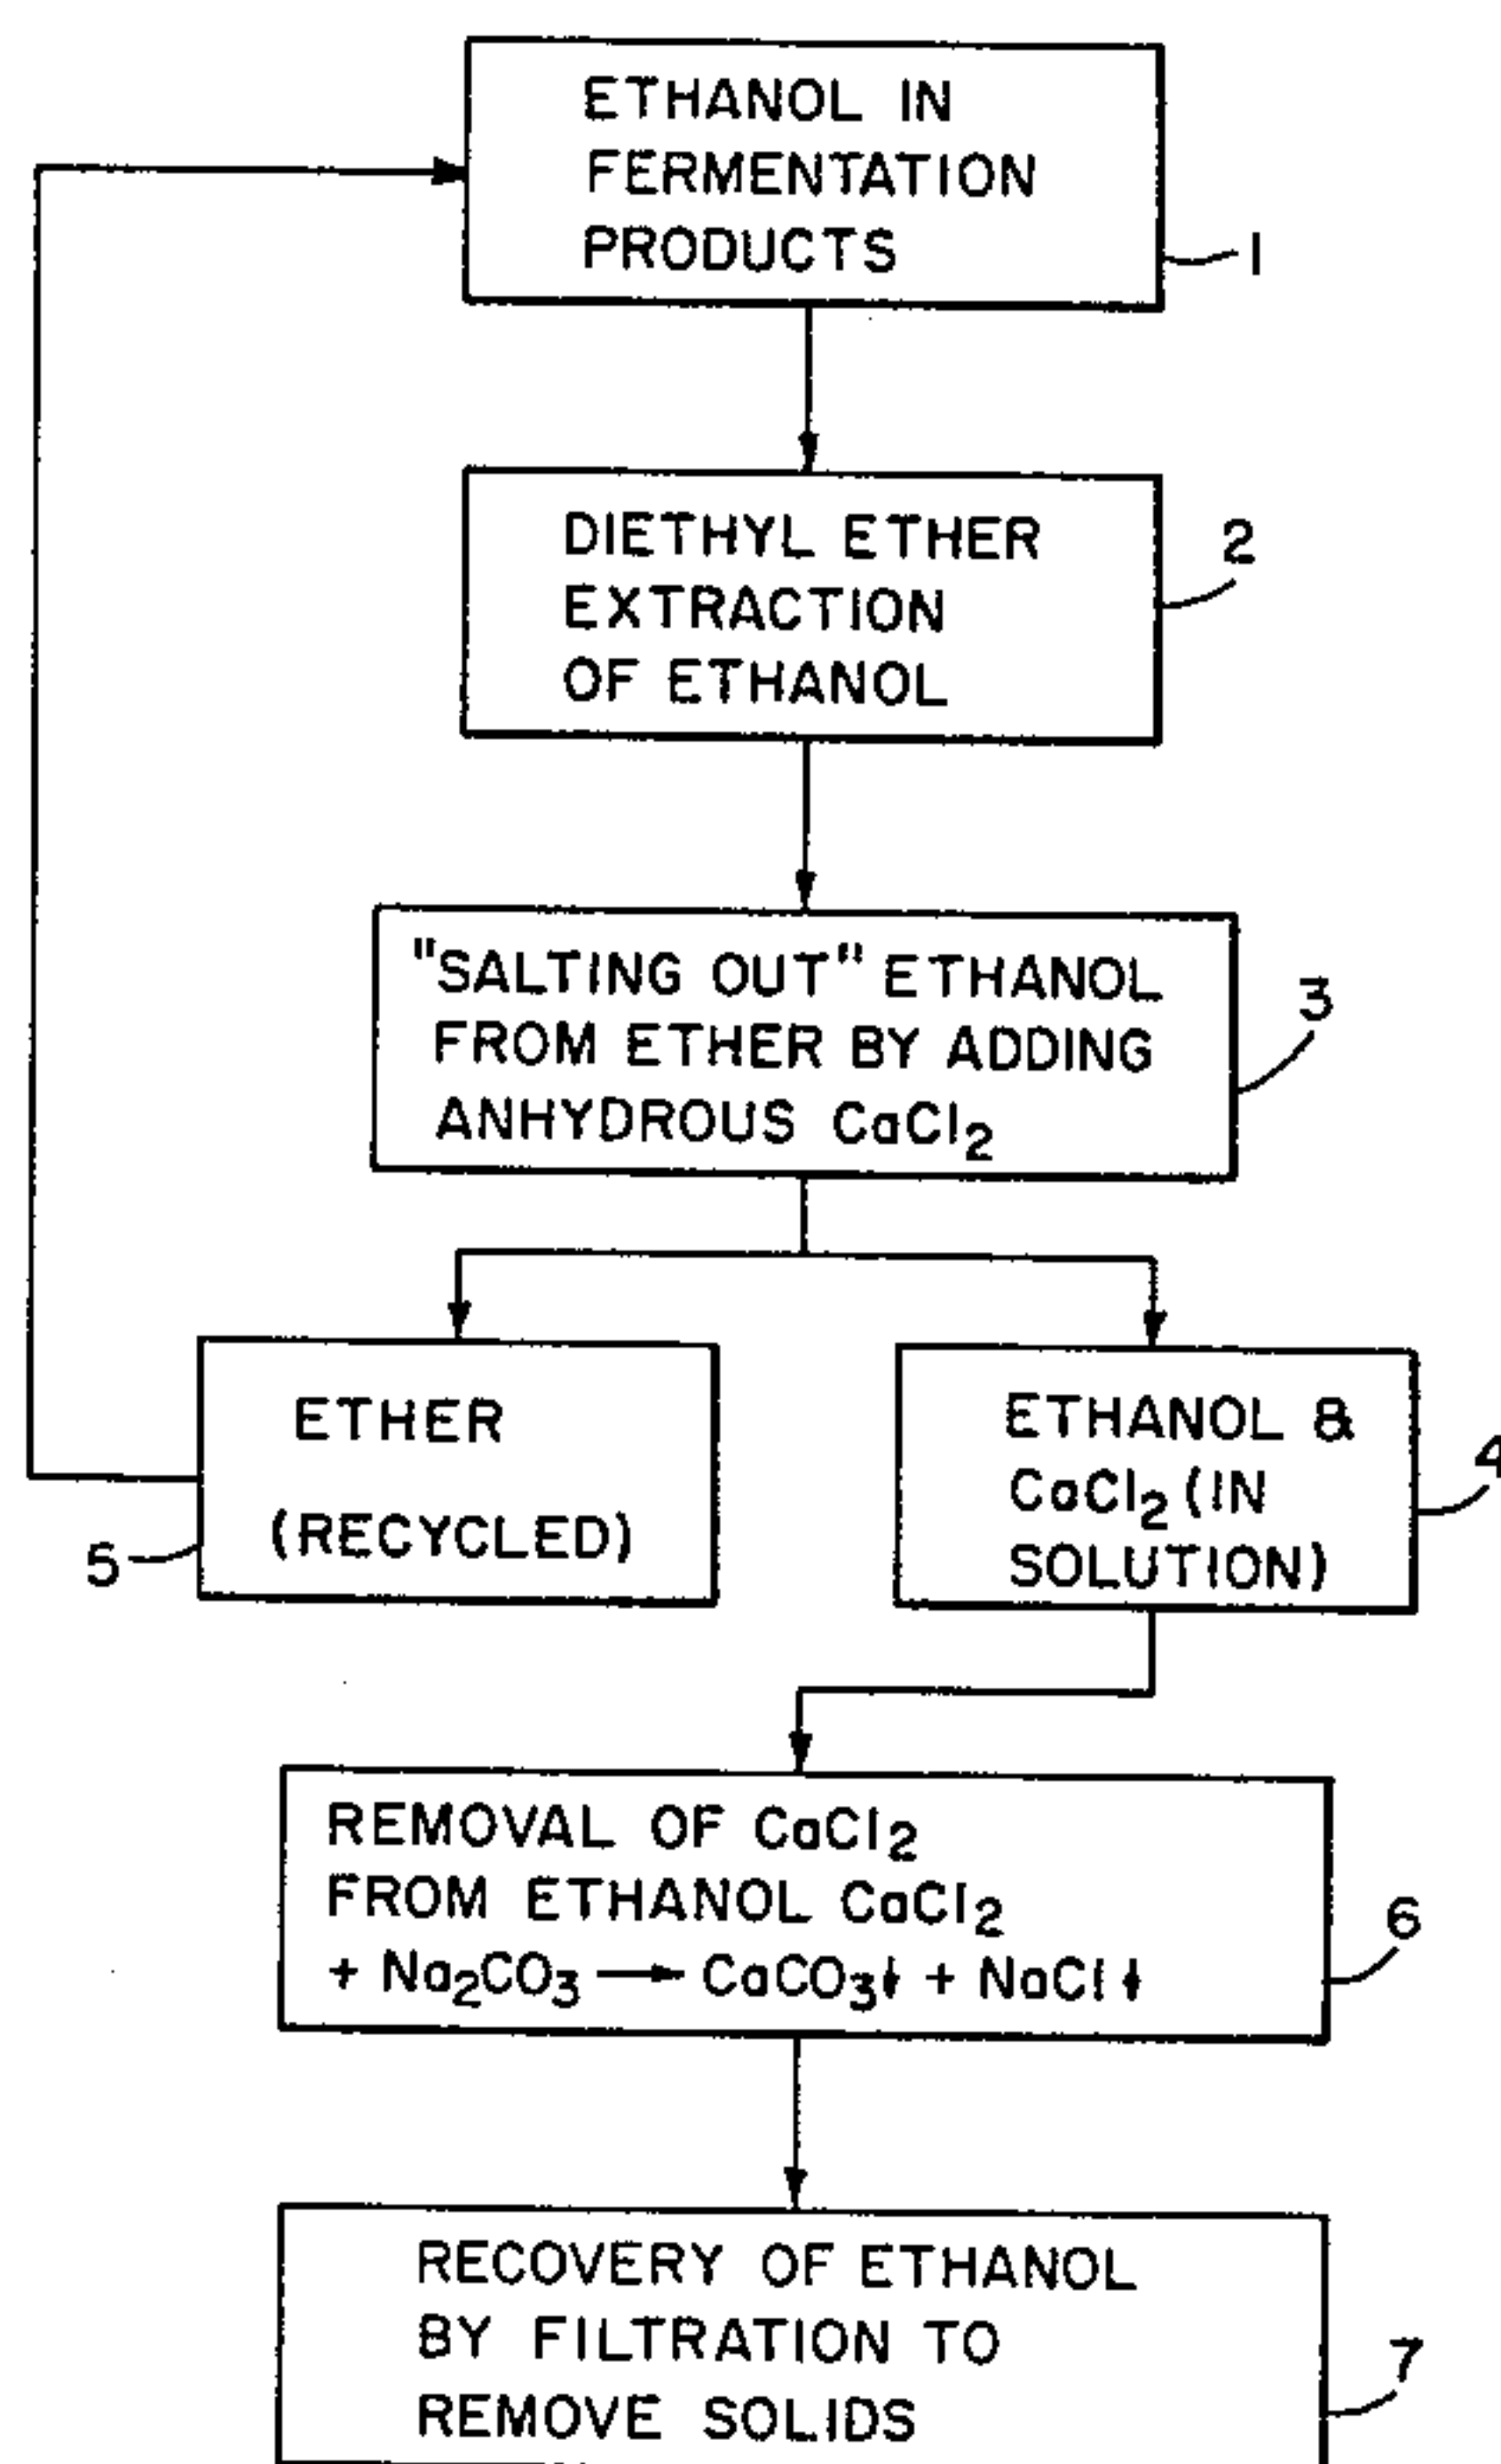 ETHANOL IN
FERMENTATION
PRODUCTS
1
DIETHYL ETHER
EXTRACTION
OF ETHANOL
2
"SALTING OUT" ETHANOL
FROM ETHER BY ADDING
ANHYDROUS CaCl₂
3
ETHER
(RECYCLED)
5
ETHANOL &
CaCl₂ (IN
SOLUTION)
4
REMOVAL OF CaCl₂
FROM ETHANOL CaCl₂
+ Na₂CO₃ → CaCO₃↓ + NaCl↓
6
RECOVERY OF ETHANOL
BY FILTRATION TO
REMOVE SOLIDS
7